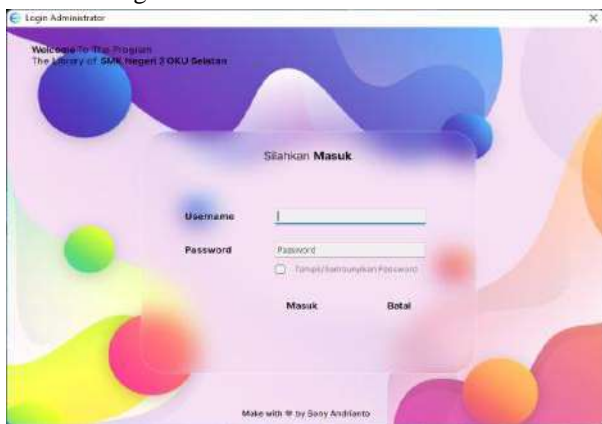 Login Administrator
Welcome To The Program
The Library of SMK Negeri 2 OKU Selatan
Silahkan Masuk
Username
Password
Password
Tampil/Sembunyikan Password
Masuk Batal
Make with by Sony Andrianto